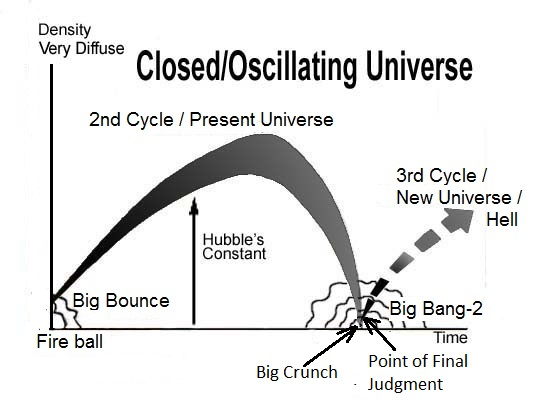 Density
Very Diffuse
Closed/Oscillating Universe
2nd Cycle / Present Universe
3rd Cycle /
New Universe /
Hell
Hubble's
Constant
Big Bounce
Big Bang-2
Fire ball
Time
Big Crunch
Point of Final
Judgment